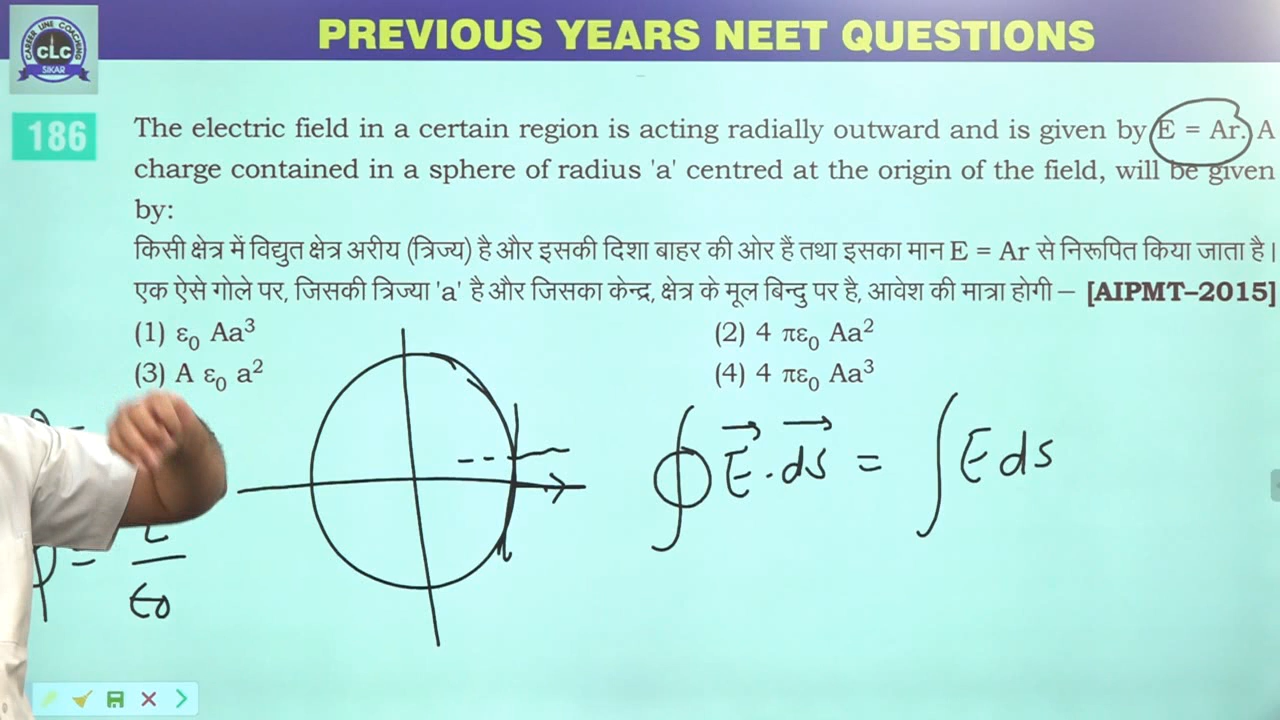 PREVIOUS YEARS NEET QUESTIONS
CAREER LINE COACHING
CLC
SIKAR
186
The electric field in a certain region is acting radially outward and is given by E = Ar. A
charge contained in a sphere of radius 'a' centred at the origin of the field, will be given
by:
किसी क्षेत्र में विद्युत क्षेत्र अरीय (त्रिज्य) है और इसकी दिशा बाहर की ओर हैं तथा इसका मान E = Ar से निरूपित किया जाता है।
एक ऐसे गोले पर, जिसकी त्रिज्या 'a' है और जिसका केन्द्र, क्षेत्र के मूल बिन्दु पर है, आवेश की मात्रा होगी – [AIPMT–2015]
(1) ε₀ Aa³ (2) 4 πε₀ Aa²
(3) A ε₀ a² (4) 4 πε₀ Aa³
∮ E⃗ · ds⃗ = ∫ E ds